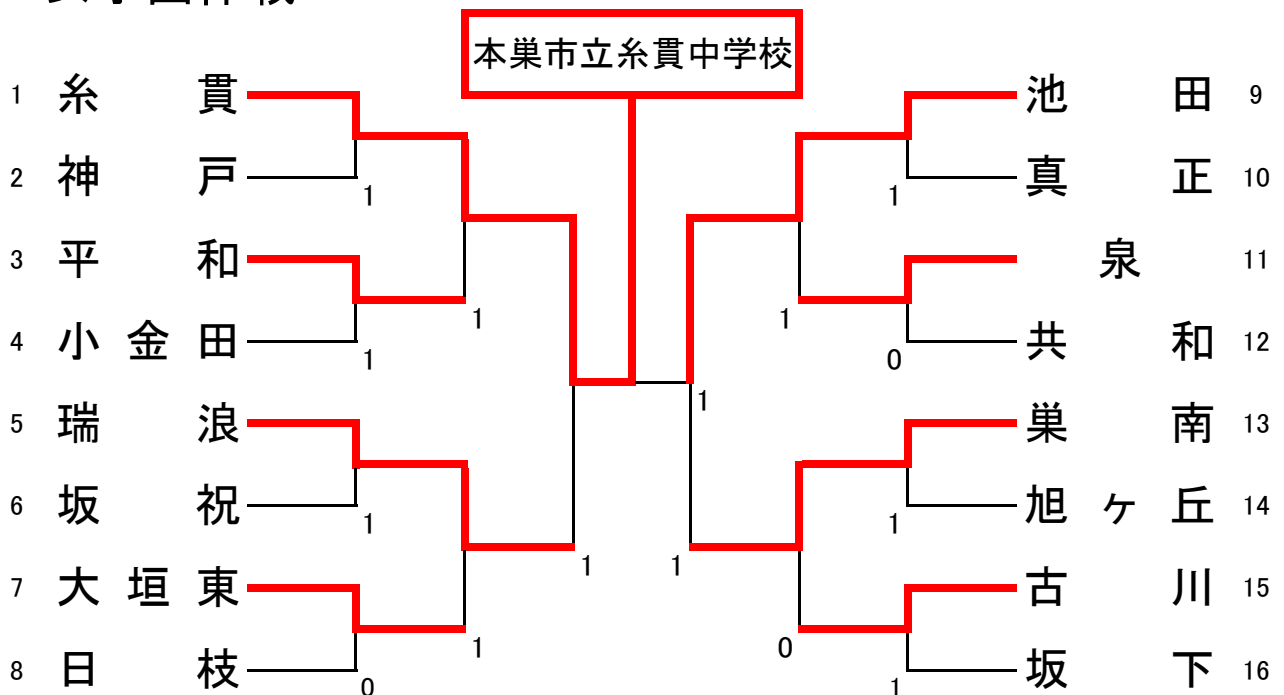 本巣市立糸貫中学校
1 糸貫
2 神戸
1
3 平和
4 小金田
1
1
5 瑞浪
6 坂祝
1
7 大垣東
8 日枝
0
1
1
池田 9
真正 10
1
泉 11
共和 12
0
1
1
巣南 13
旭ヶ丘 14
1
古川 15
坂下 16
1
0
1